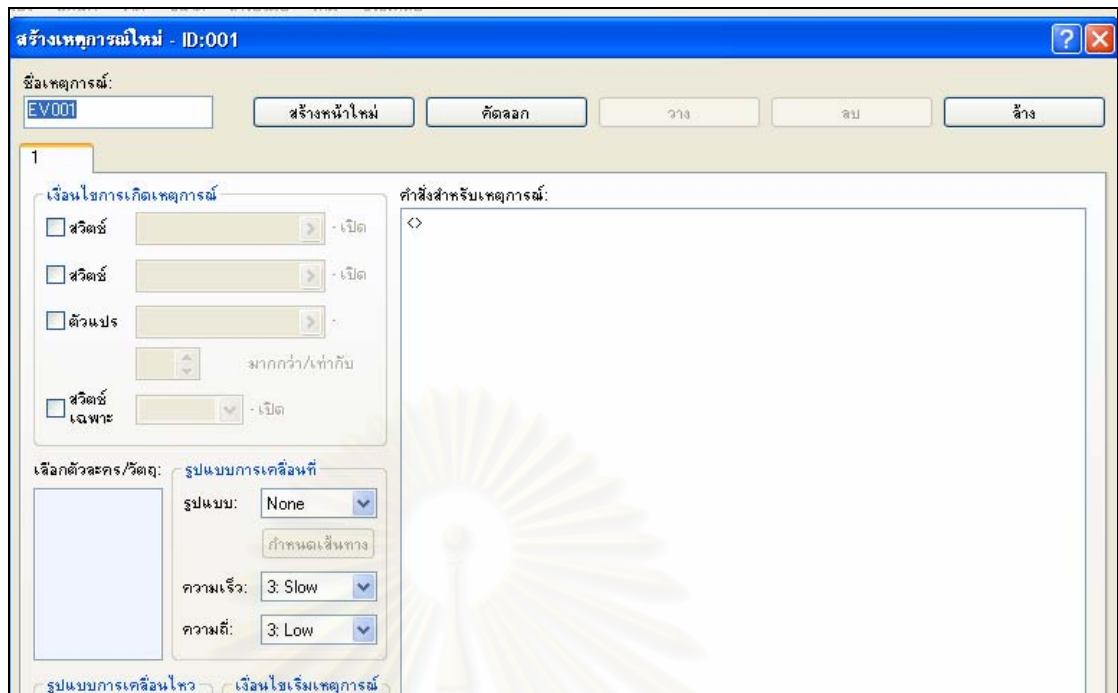 สร้างเหตุการณ์ใหม่ - ID:001
ชื่อเหตุการณ์:
EV001
สร้างหน้าใหม่ คัดลอก วาง ลบ ล้าง
1
เงื่อนไขการเกิดเหตุการณ์
คำสั่งสำหรับเหตุการณ์:
<>
สวิตช์ - เปิด
สวิตช์ - เปิด
ตัวแปร -
มากกว่า/เท่ากับ
สวิตช์
เฉพาะ - เปิด
เลือกตัวละคร/วัตถุ:
รูปแบบการเคลื่อนที่
รูปแบบ: None
กำหนดเส้นทาง
ความเร็ว: 3: Slow
ความถี่: 3: Low
รูปแบบการเคลื่อนไหว เงื่อนไขเริ่มเหตุการณ์